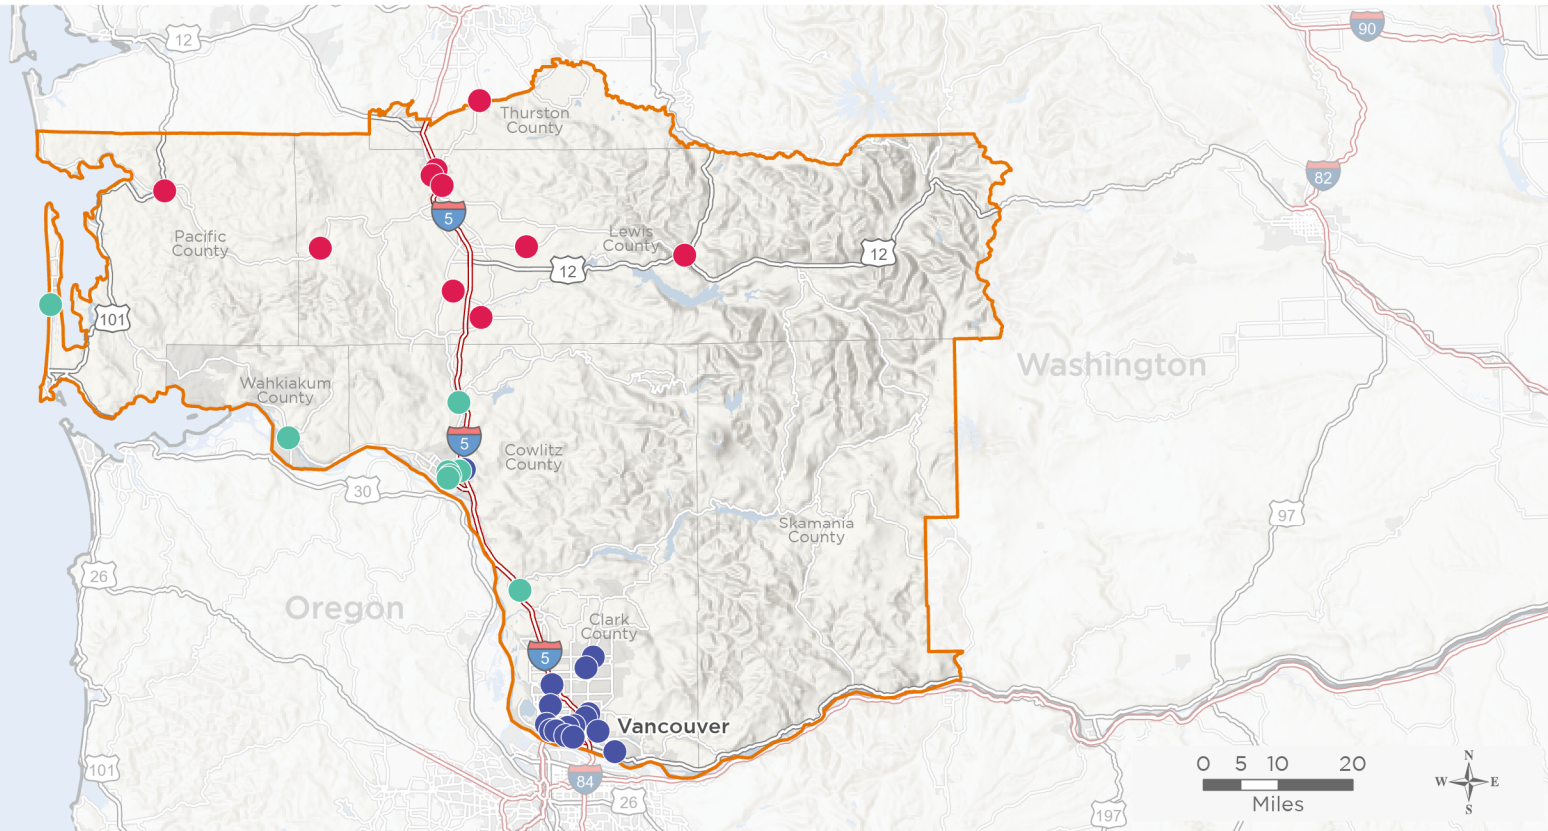 12
90
Thurston
County
82
5
Pacific
County
Lewis
County
12
12
101
Washington
Wahkiakum
County
5
Cowlitz
County
30
97
Skamania
County
26
Oregon
Clark
County
5
Vancouver
101
84
26
197
0 5 10 20
Miles
N
W E
S